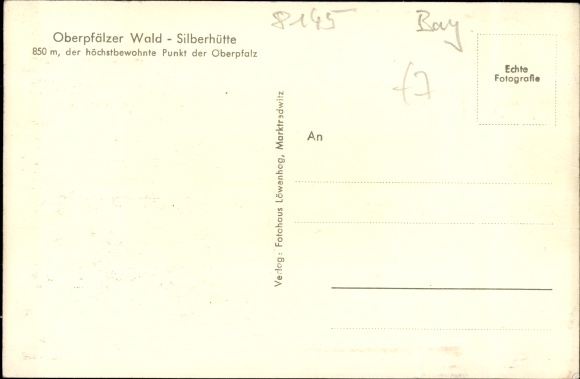 Oberpfälzer Wald - Silberhütte
850 m, der höchstbewohnte Punkt der Oberpfalz
8145
Bay
Echte
Fotografie
An
Verlag: Fotohaus Löwenhag, Marktredwitz